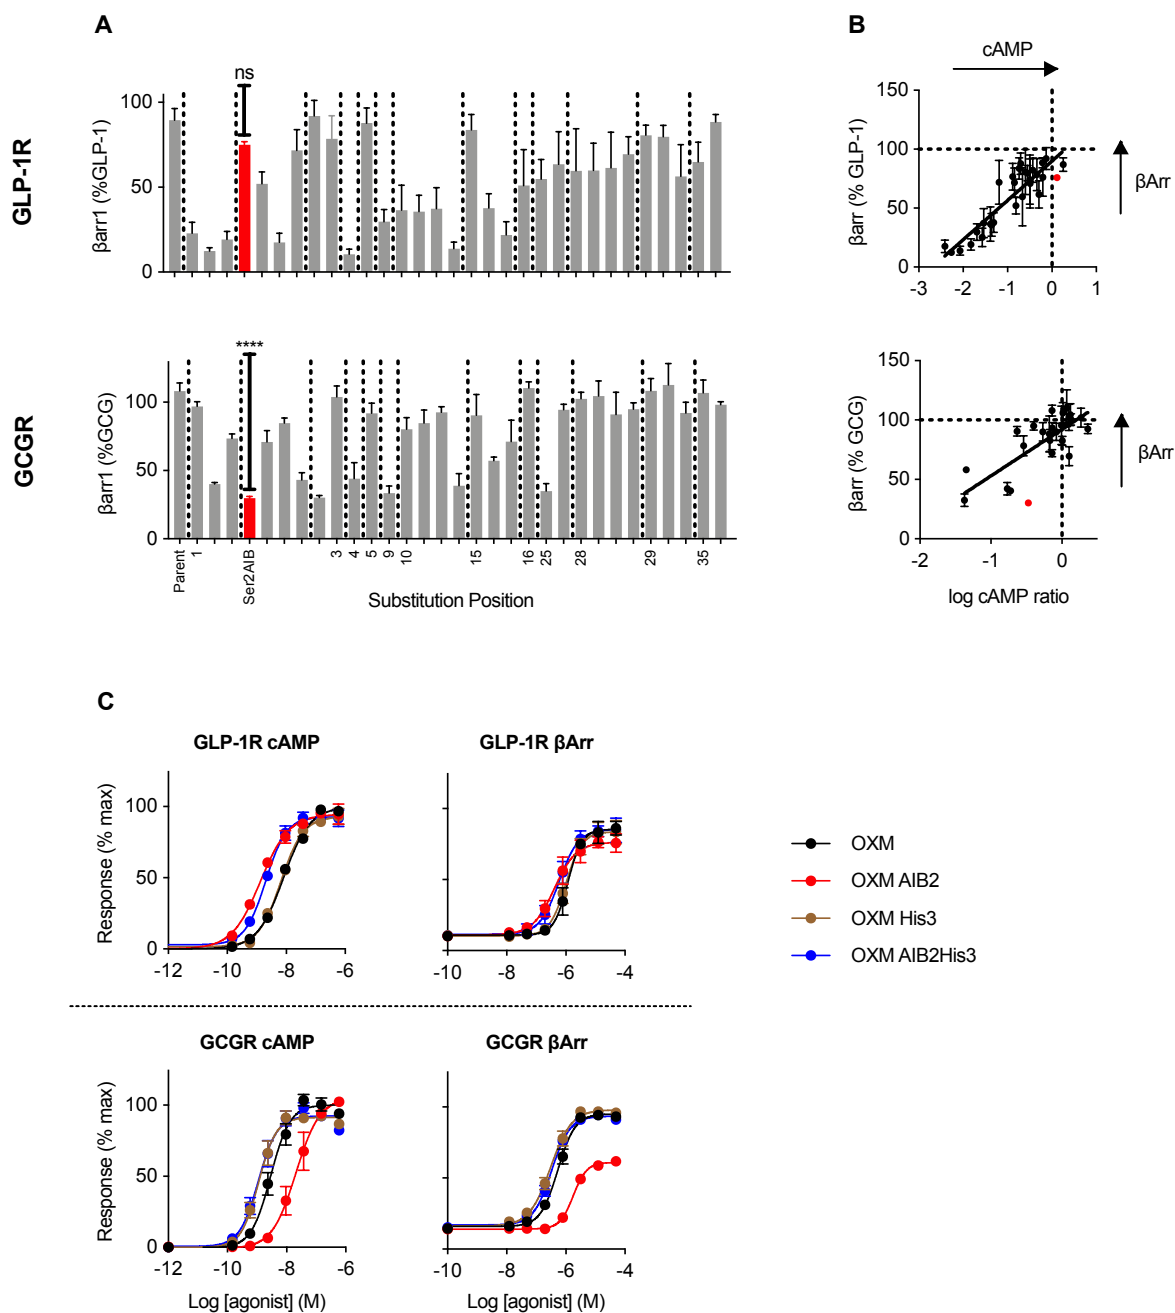 A
B
GLP-1R
βarr1 (%GLP-1)
100
50
0
ns
cAMP
βarr (% GLP-1)
150
100
50
0
-3 -2 -1 0 1
βArr
GCGR
βarr1 (%GCG)
100
50
0
****
Parent 1 Ser2AIB 3 4 5 9 10 15 16 25 28 29 35
Substitution Position
βarr (% GCG)
150
100
50
0
-1 0
log cAMP ratio
βArr
C
GLP-1R cAMP
GLP-1R βArr
Response (% max)
100
50
0
-12 -10 -8 -6
-10 -8 -6 -4
OXM
OXM AIB2
OXM His3
OXM AIB2His3
GCGR cAMP
GCGR βArr
Response (% max)
100
50
0
-12 -10 -8 -6
-10 -8 -6 -4
Log [agonist] (M)
Log [agonist] (M)